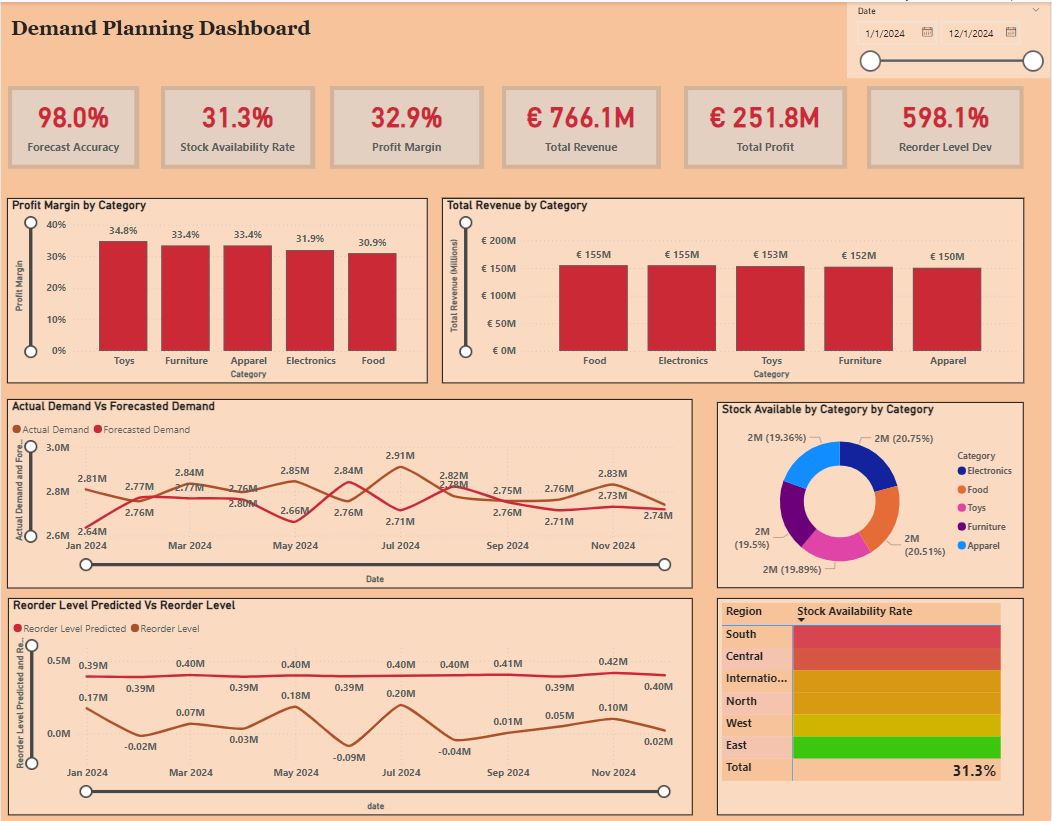 Demand Planning Dashboard
Date
1/1/2024 12/1/2024
98.0% 31.3% 32.9% € 766.1M € 251.8M 598.1%
Forecast Accuracy Stock Availability Rate Profit Margin Total Revenue Total Profit Reorder Level Dev
Profit Margin by Category
Profit Margin
40%
30%
20%
10%
0%
34.8% 33.4% 33.4% 31.9% 30.9%
Toys Furniture Apparel Electronics Food
Category
Total Revenue by Category
Total Revenue (Millions)
€ 200M
€ 150M
€ 100M
€ 50M
€ 0M
€ 155M € 155M € 153M € 152M € 150M
Food Electronics Toys Furniture Apparel
Category
Actual Demand Vs Forecasted Demand
Actual Demand Forecasted Demand
Actual Demand and Fore...
3.0M
2.8M
2.6M
2.81M 2.77M 2.84M 2.76M 2.85M 2.84M 2.91M 2.82M 2.75M 2.76M 2.83M
2.64M 2.76M 2.77M 2.80M 2.66M 2.76M 2.71M 2.78M 2.76M 2.71M 2.73M 2.74M
Jan 2024 Mar 2024 May 2024 Jul 2024 Sep 2024 Nov 2024
Date
Stock Available by Category by Category
2M (19.36%) 2M (20.75%)
2M
(19.5%)
2M
(20.51%)
2M (19.89%)
Category
Electronics
Food
Toys
Furniture
Apparel
Reorder Level Predicted Vs Reorder Level
Reorder Level Predicted Reorder Level
Reorder Level Predicted and Re...
0.5M
0.0M
0.39M 0.39M 0.40M 0.39M 0.40M 0.39M 0.40M 0.40M 0.41M 0.39M 0.42M 0.40M
0.17M -0.02M 0.07M 0.03M 0.18M -0.09M 0.20M -0.04M 0.01M 0.05M 0.10M 0.02M
Jan 2024 Mar 2024 May 2024 Jul 2024 Sep 2024 Nov 2024
date
Region Stock Availability Rate
South
Central
Internatio...
North
West
East
Total 31.3%